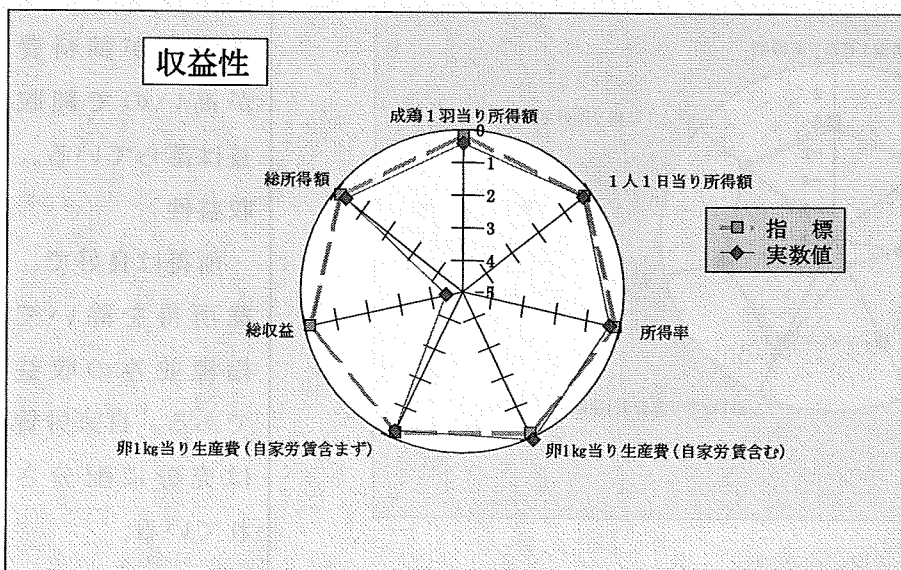 収益性
成鶏1羽当り所得額
0
1人1日当り所得額
総所得額
1
2
指 標
実数値
3
4
-5
総収益
所得率
卵1kg当り生産費(自家労賃含まず)
卵1kg当り生産費(自家労賃含む)